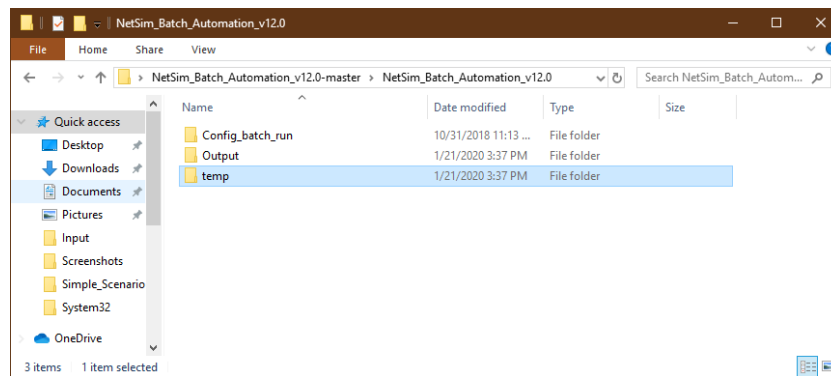 NetSim_Batch_Automation_v12.0
File Home Share View
NetSim_Batch_Automation_v12.0-master > NetSim_Batch_Automation_v12.0
Search NetSim_Batch_Autom...
Name Date modified Type Size
Quick access
Desktop
Downloads
Documents
Pictures
Input
Screenshots
Simple_Scenario
System32
OneDrive
Config_batch_run 10/31/2018 11:13 ... File folder
Output 1/21/2020 3:37 PM File folder
temp 1/21/2020 3:37 PM File folder
3 items 1 item selected